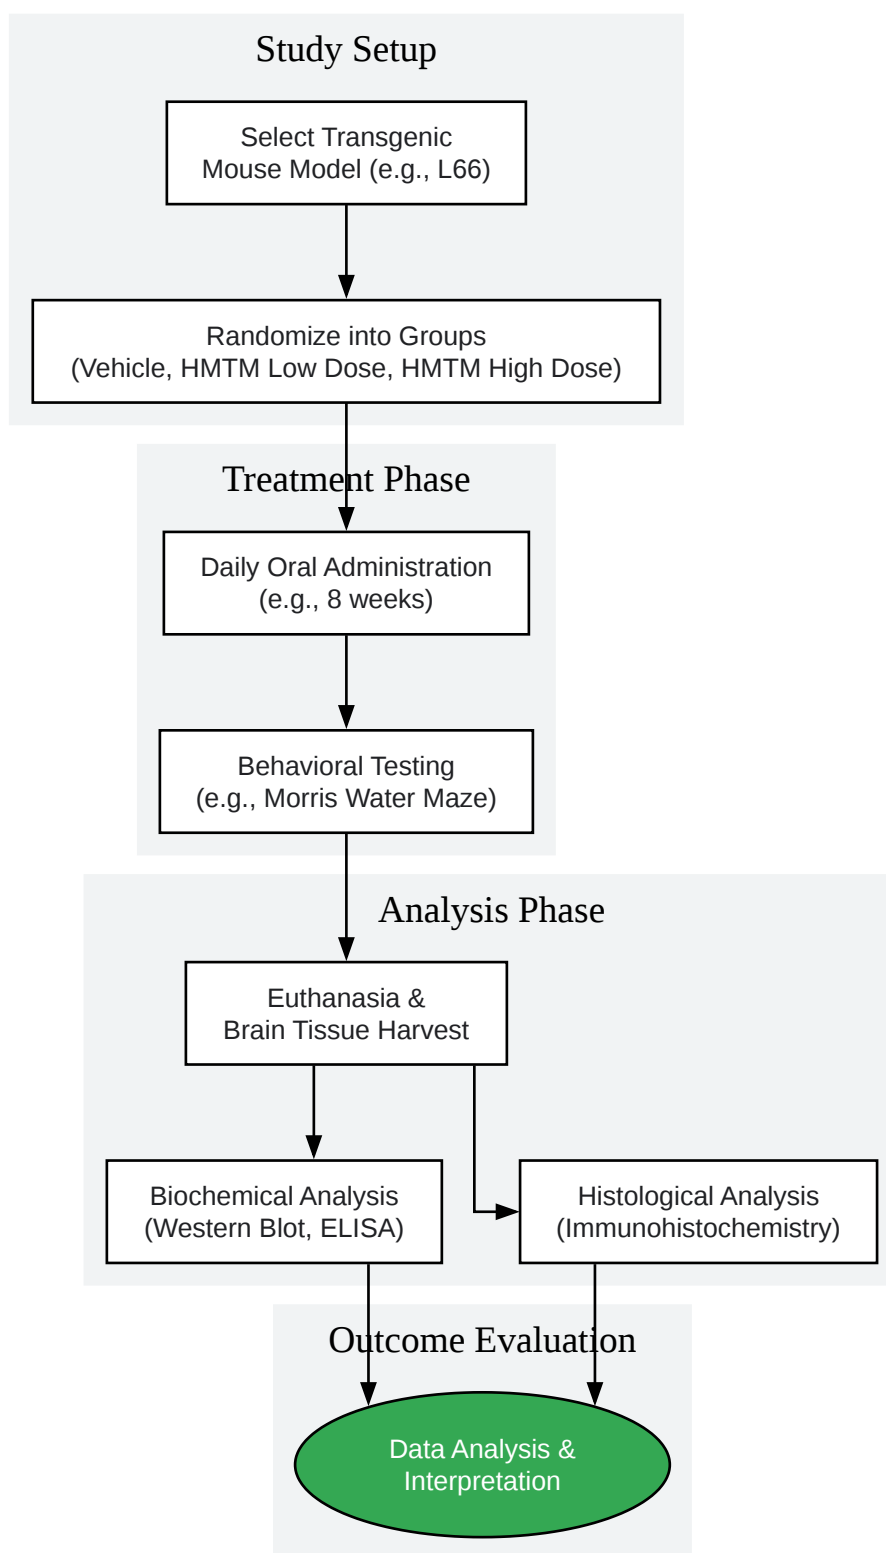 Study Setup
Select Transgenic
Mouse Model (e.g., L66)
Randomize into Groups
(Vehicle, HMTM Low Dose, HMTM High Dose)
Treatment Phase
Daily Oral Administration
(e.g., 8 weeks)
Behavioral Testing
(e.g., Morris Water Maze)
Analysis Phase
Euthanasia &
Brain Tissue Harvest
Biochemical Analysis
(Western Blot, ELISA)
Histological Analysis
(Immunohistochemistry)
Outcome Evaluation
Data Analysis &
Interpretation